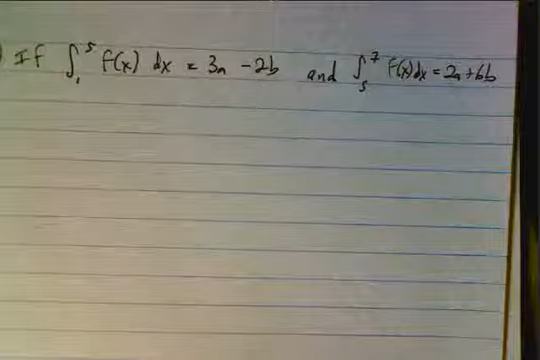 ) If ∫₁⁵ f(x) dx = 3a - 2b and ∫₅⁷ f(x)dx = 2a+6b